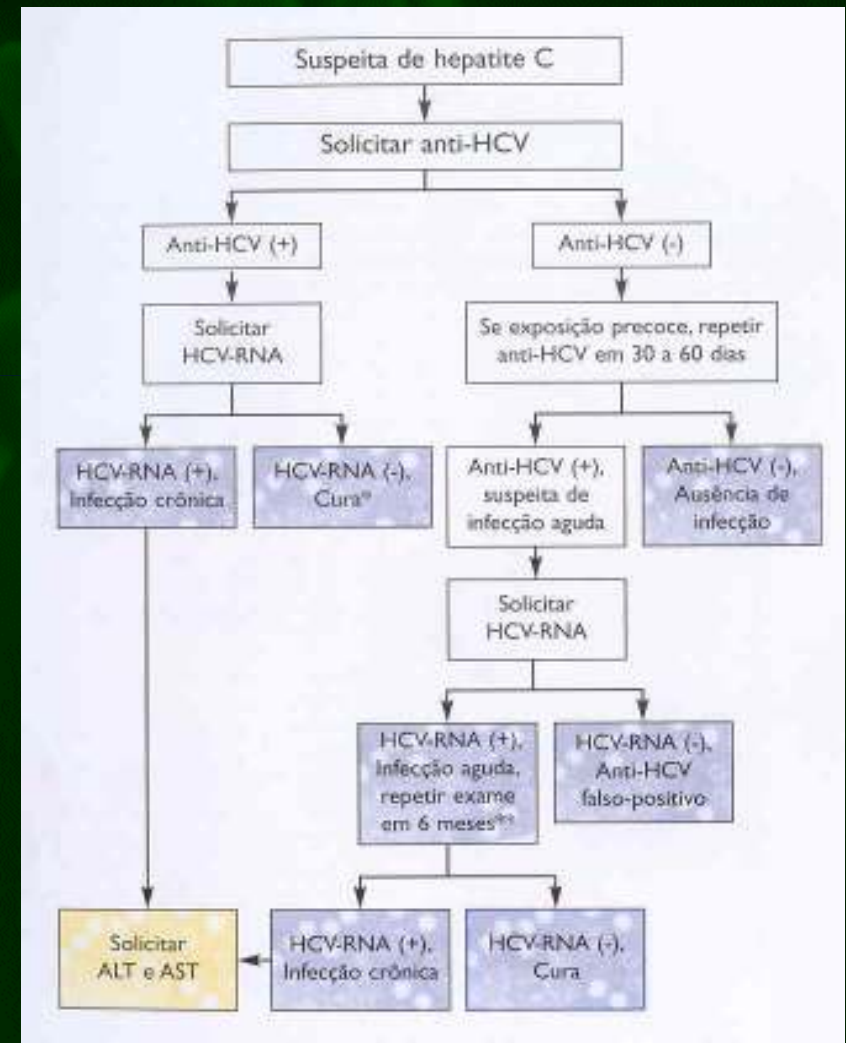 Suspeita de hepatite C
Solicitar anti-HCV
Anti-HCV (+)
Anti-HCV (-)
Solicitar
HCV-RNA
Se exposição precoce, repetir
anti-HCV em 30 a 60 dias
HCV-RNA (+),
Infecção crônica
HCV-RNA (-),
Cura*
Anti-HCV (+),
suspeita de
infecção aguda
Anti-HCV (-),
Ausência de
infecção
Solicitar
HCV-RNA
HCV-RNA (+),
Infecção aguda,
repetir exame
em 6 meses**
HCV-RNA (-),
Anti-HCV
falso-positivo
Solicitar
ALT e AST
HCV-RNA (+),
Infecção crônica
HCV-RNA (-),
Cura